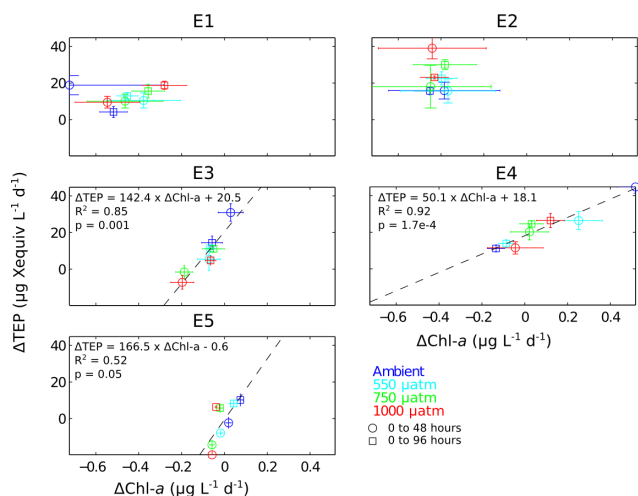 E1
E2
40
20
0
E3
E4
ΔTEP = 142.4 x ΔChl-a + 20.5
R² = 0.85
p = 0.001
ΔTEP = 50.1 x ΔChl-a + 18.1
R² = 0.92
p = 1.7e-4
40
20
0
ΔTEP (µg Xequiv L⁻¹ d⁻¹)
−0.6 −0.4 −0.2 0 0.2 0.4
ΔChl-a (µg L⁻¹ d⁻¹)
E5
ΔTEP = 166.5 x ΔChl-a - 0.6
R² = 0.52
p = 0.05
40
20
0
−0.6 −0.4 −0.2 0 0.2 0.4
ΔChl-a (µg L⁻¹ d⁻¹)
Ambient
550 µatm
750 µatm
1000 µatm
0 to 48 hours
0 to 96 hours